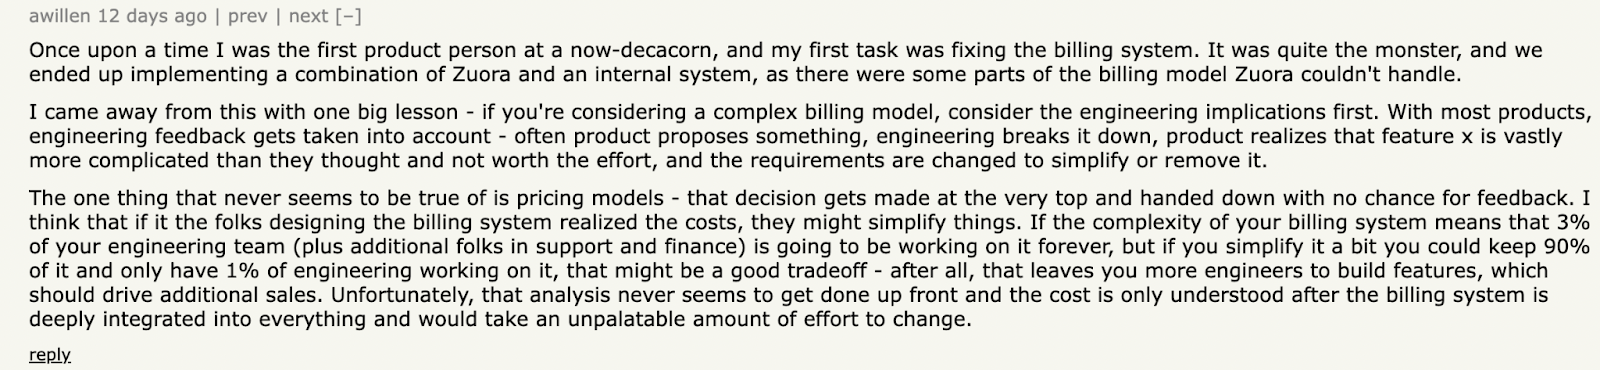 awillen 12 days ago | prev | next [–]
Once upon a time I was the first product person at a now-decacorn, and my first task was fixing the billing system. It was quite the monster, and we
ended up implementing a combination of Zuora and an internal system, as there were some parts of the billing model Zuora couldn't handle.
I came away from this with one big lesson - if you're considering a complex billing model, consider the engineering implications first. With most products,
engineering feedback gets taken into account - often product proposes something, engineering breaks it down, product realizes that feature x is vastly
more complicated than they thought and not worth the effort, and the requirements are changed to simplify or remove it.
The one thing that never seems to be true of is pricing models - that decision gets made at the very top and handed down with no chance for feedback. I
think that if it the folks designing the billing system realized the costs, they might simplify things. If the complexity of your billing system means that 3%
of your engineering team (plus additional folks in support and finance) is going to be working on it forever, but if you simplify it a bit you could keep 90%
of it and only have 1% of engineering working on it, that might be a good tradeoff - after all, that leaves you more engineers to build features, which
should drive additional sales. Unfortunately, that analysis never seems to get done up front and the cost is only understood after the billing system is
deeply integrated into everything and would take an unpalatable amount of effort to change.
reply